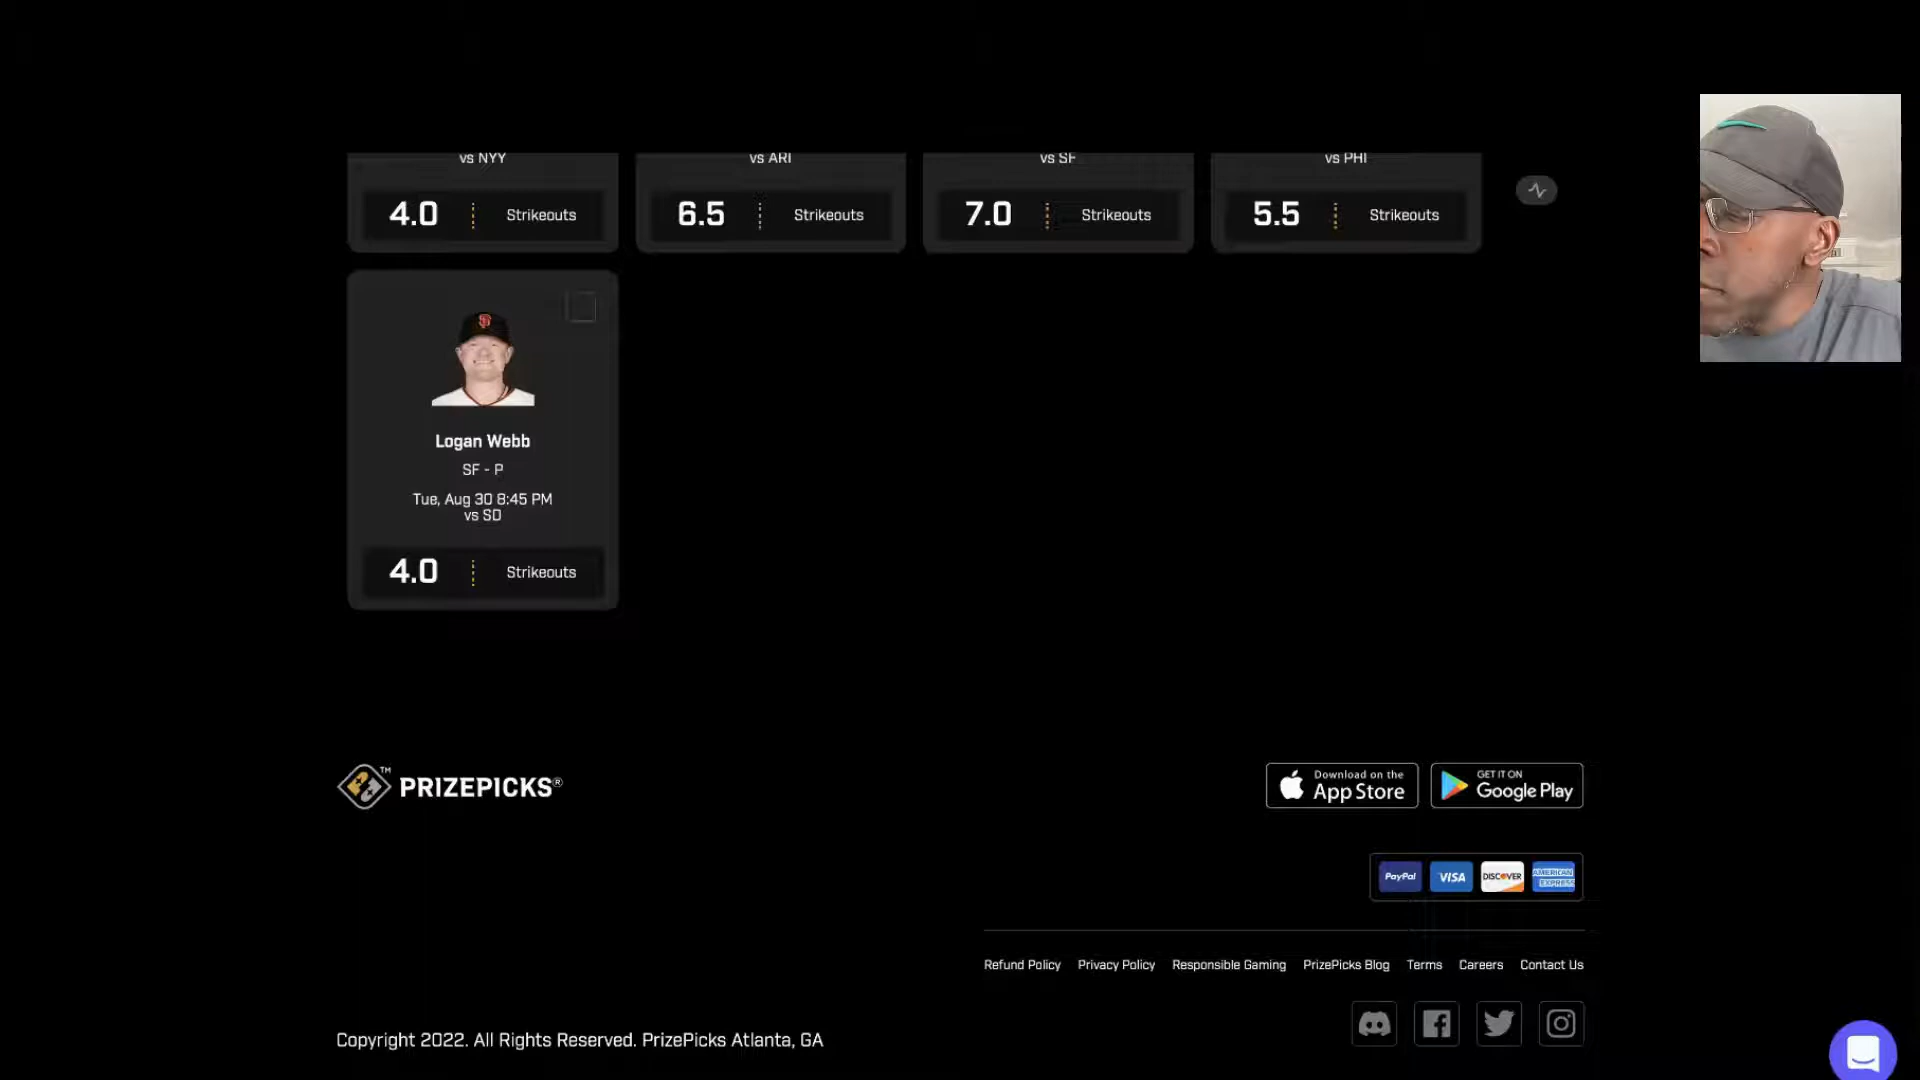 vs NYY
vs ARI
vs SF
vs PHI
4.0 Strikeouts
6.5 Strikeouts
7.0 Strikeouts
5.5 Strikeouts
Logan Webb
SF - P
Tue, Aug 30 8:45 PM
vs SD
4.0 Strikeouts
PRIZEPICKS®
TM
Download on the
App Store
GET IT ON
Google Play
PayPal VISA DISCOVER AMERICAN
EXPRESS
Refund Policy Privacy Policy Responsible Gaming PrizePicks Blog Terms Careers Contact Us
Copyright 2022. All Rights Reserved. PrizePicks Atlanta, GA